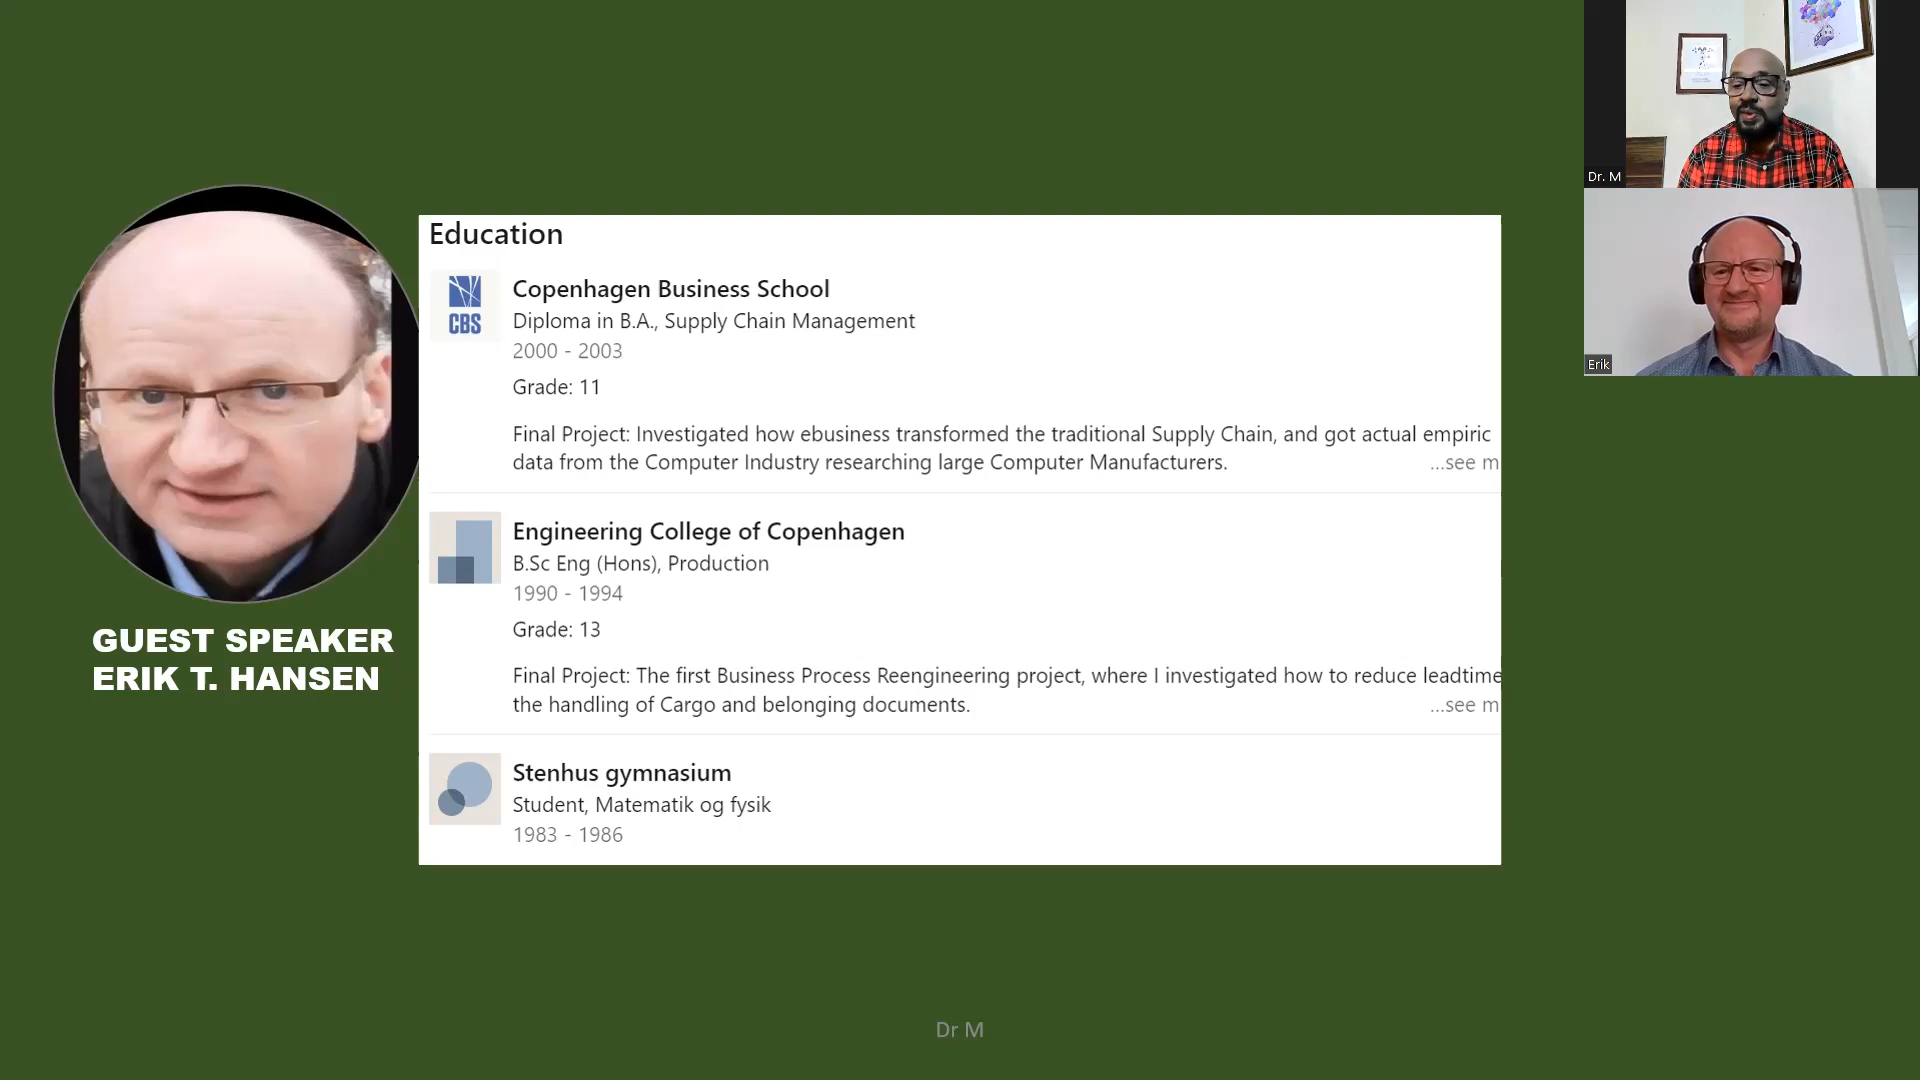 Dr. M
Erik
GUEST SPEAKER
ERIK T. HANSEN
Education
CBS
Copenhagen Business School
Diploma in B.A., Supply Chain Management
2000 - 2003
Grade: 11
Final Project: Investigated how ebusiness transformed the traditional Supply Chain, and got actual empiric
data from the Computer Industry researching large Computer Manufacturers.
...see m
Engineering College of Copenhagen
B.Sc Eng (Hons), Production
1990 - 1994
Grade: 13
Final Project: The first Business Process Reengineering project, where I investigated how to reduce leadtime
the handling of Cargo and belonging documents.
...see m
Stenhus gymnasium
Student, Matematik og fysik
1983 - 1986
Dr M